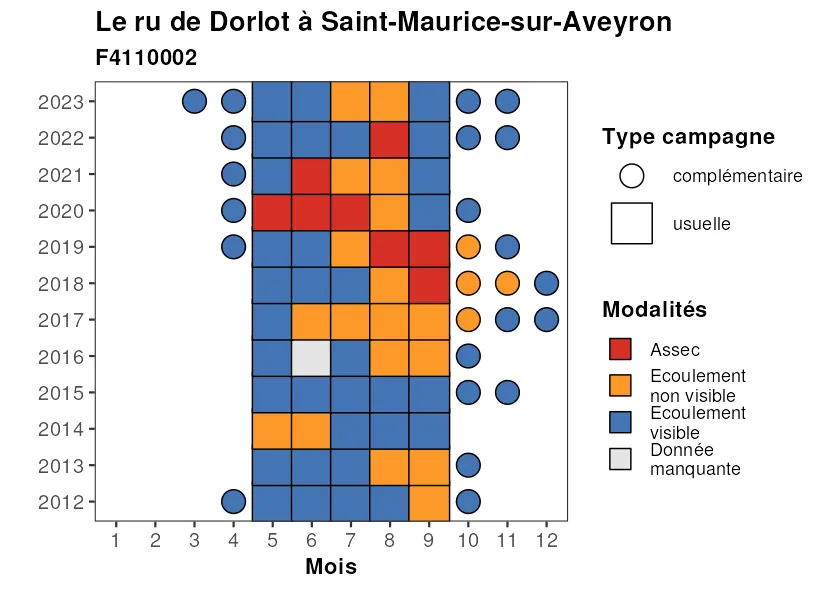 Le ru de Dorlot à Saint-Maurice-sur-Aveyron
F4110002
2023
2022
2021
2020
2019
2018
2017
2016
2015
2014
2013
2012
1 2 3 4 5 6 7 8 9 10 11 12
Mois
Type campagne
complémentaire
usuelle
Modalités
Assec
Ecoulement
non visible
Ecoulement
visible
Donnée
manquante